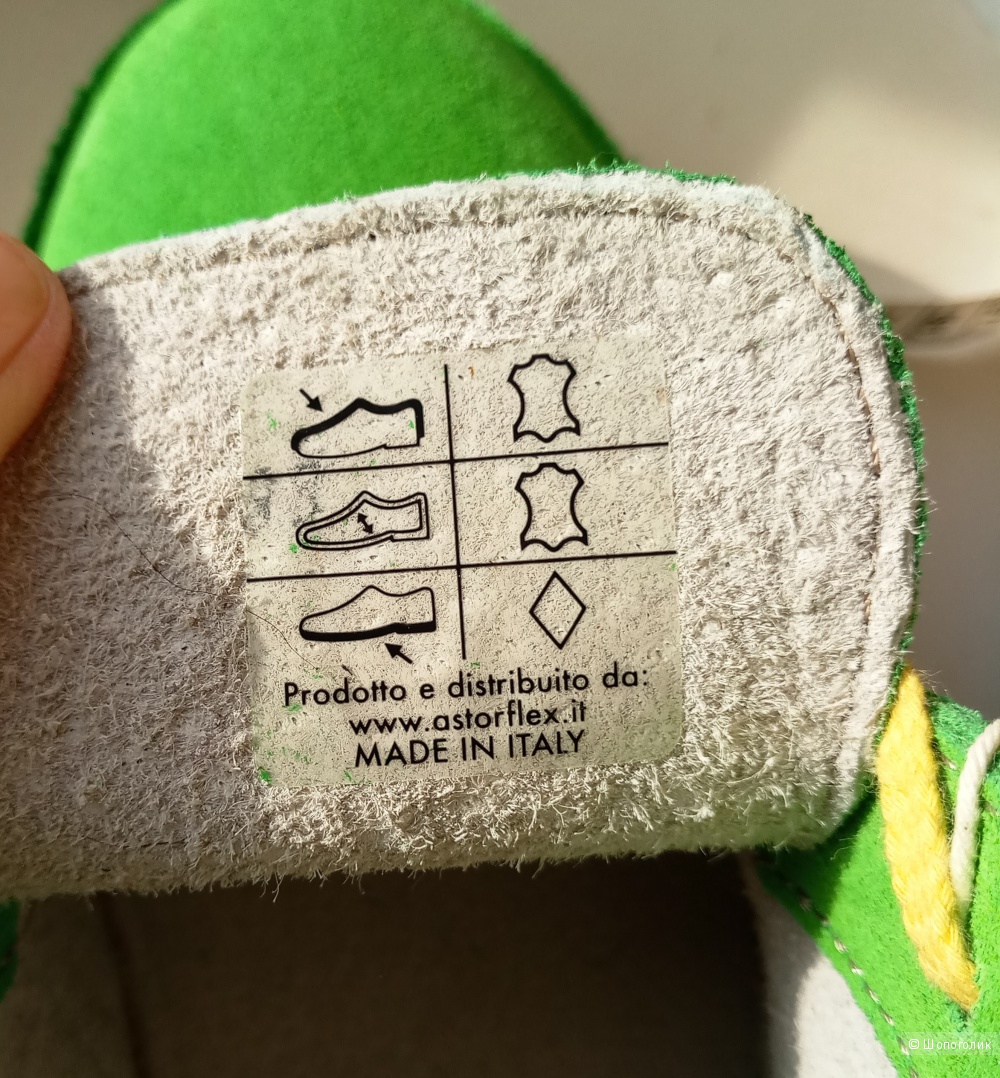 Prodotto e distribuito da:
www.astorflex.it
MADE IN ITALY
© Шопоголик